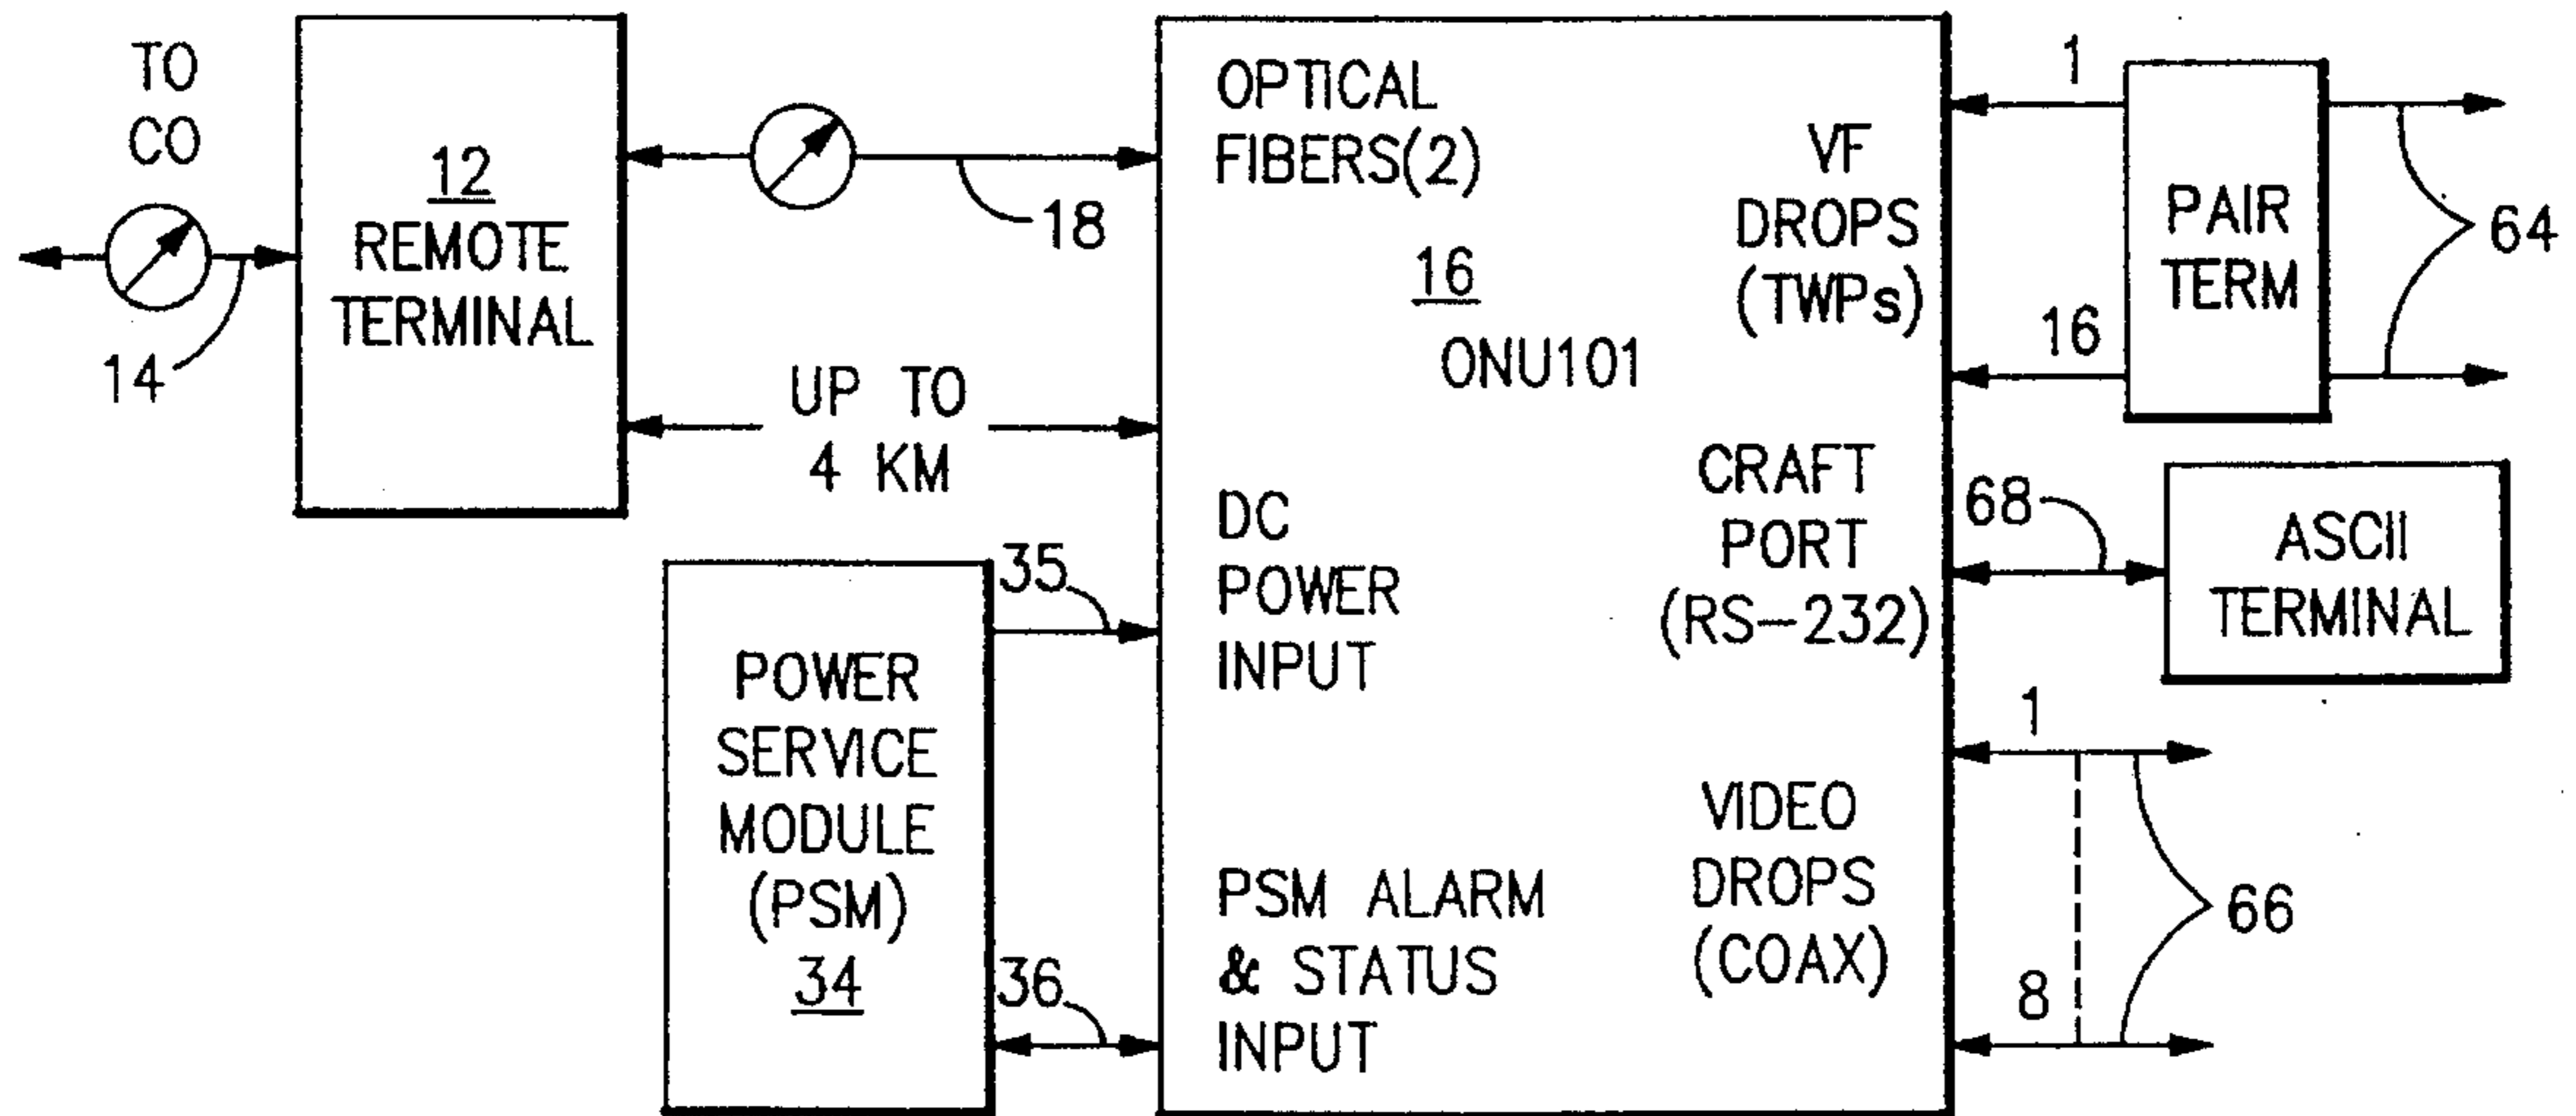 TO
CO
14
12
REMOTE
TERMINAL
18
UP TO
4 KM
POWER
SERVICE
MODULE
(PSM)
34
35
36
OPTICAL
FIBERS(2)
16
ONU101
DC
POWER
INPUT
PSM ALARM
& STATUS
INPUT
VF
DROPS
(TWPs)
CRAFT
PORT
(RS-232)
VIDEO
DROPS
(COAX)
1
16
PAIR
TERM
64
68
ASCII
TERMINAL
1
8
66